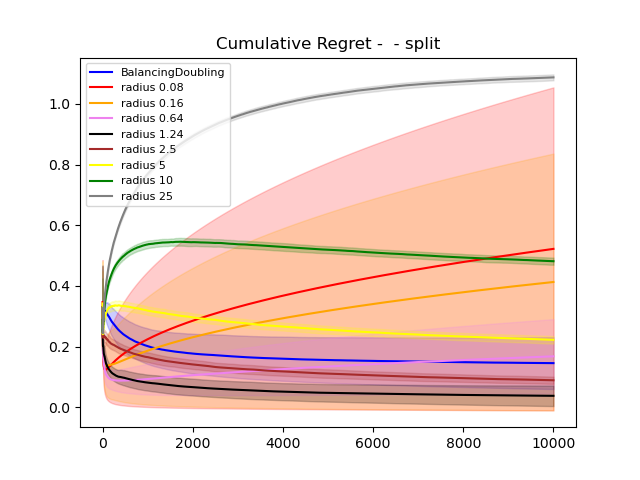 Cumulative Regret -  - split
BalancingDoubling
radius 0.08
radius 0.16
radius 0.64
radius 1.24
radius 2.5
radius 5
radius 10
radius 25
1.0
0.8
0.6
0.4
0.2
0.0
0 2000 4000 6000 8000 10000